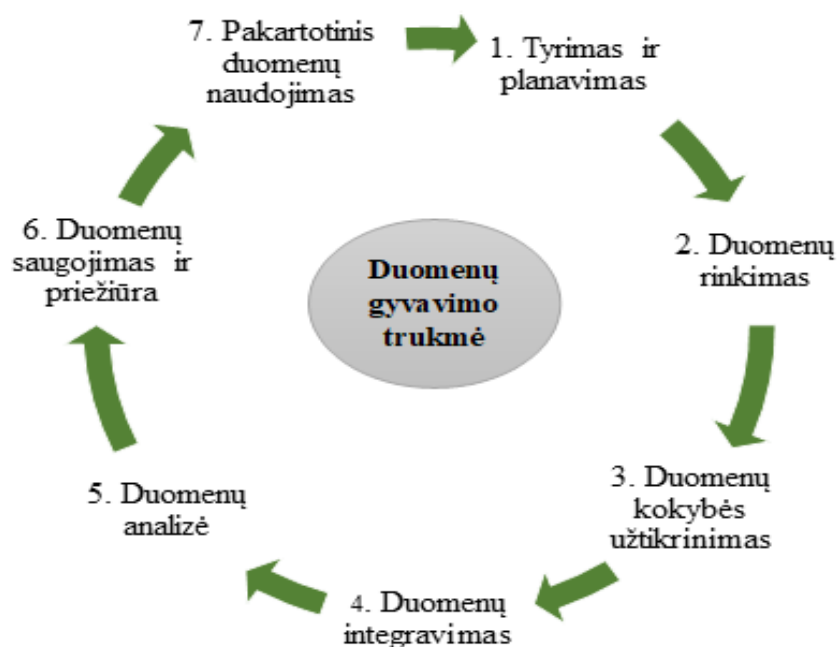 7. Pakartotinis
duomenų
naudojimas
1. Tyrimas ir
planavimas
2. Duomenų
rinkimas
3. Duomenų
kokybės
užtikrinimas
4. Duomenų
integravimas
5. Duomenų
analizė
6. Duomenų
saugojimas ir
priežiūra
Duomenų
gyvavimo
trukmė